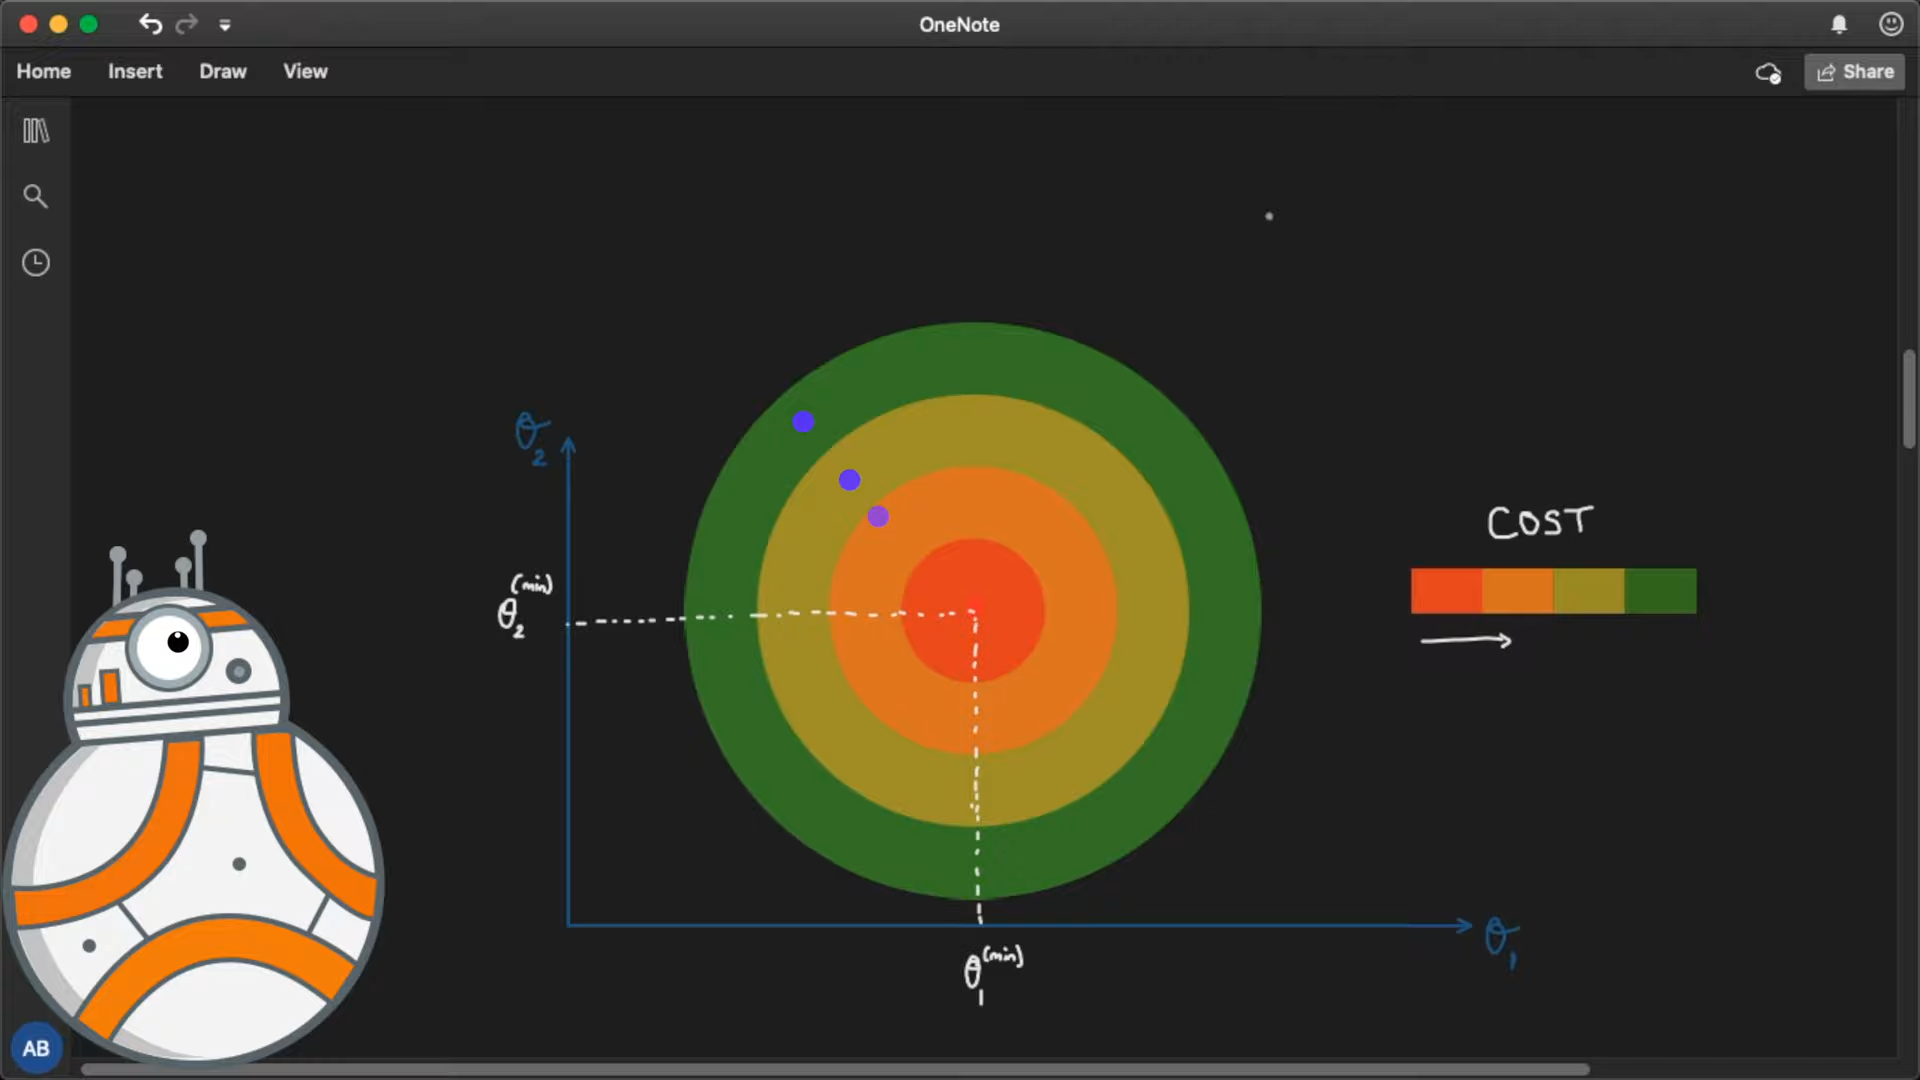 OneNote
Home Insert Draw View Share
θ₂
COST
θ₂⁽ᵐⁱⁿ⁾
θ₁
θ₁⁽ᵐⁱⁿ⁾
AB